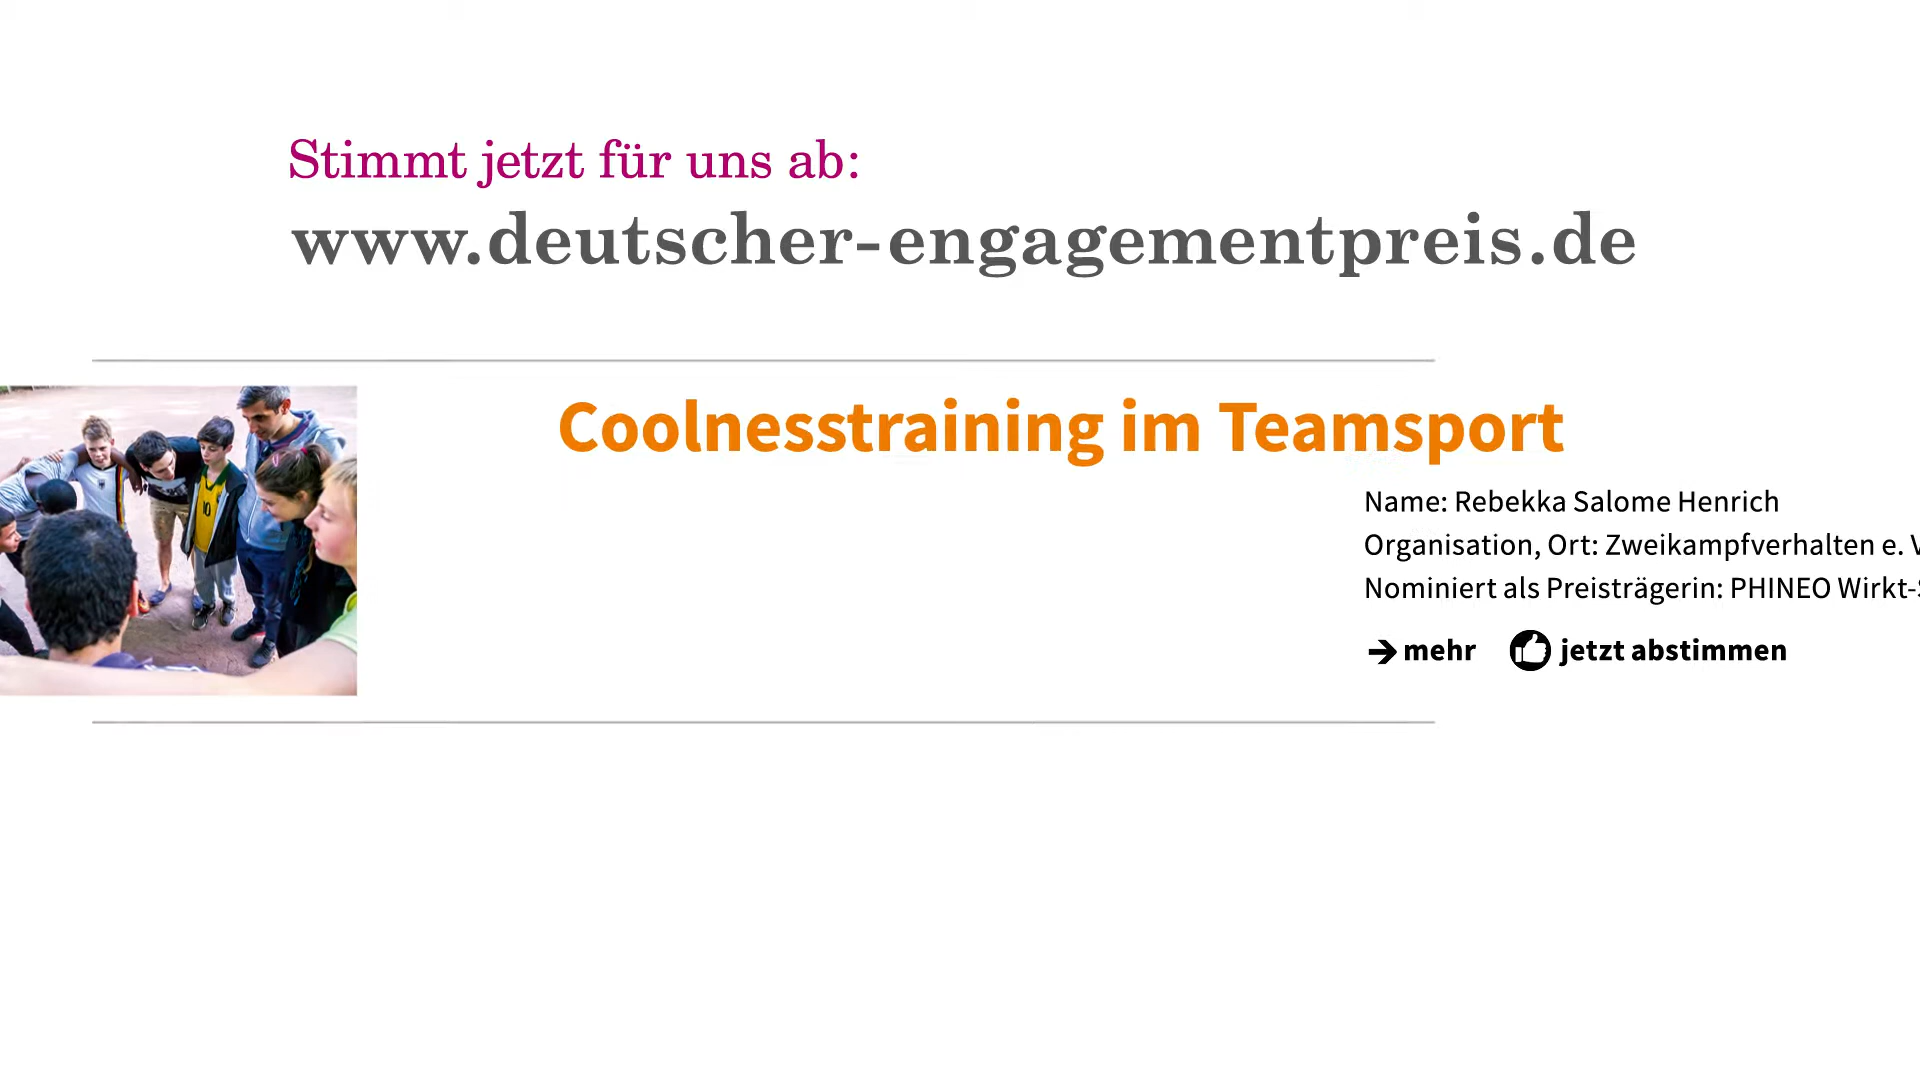 Stimmt jetzt für uns ab:
www.deutscher-engagementpreis.de
Coolnesstraining im Teamsport
Name: Rebekka Salome Henrich
Organisation, Ort: Zweikampfverhalten e. V
Nominiert als Preisträgerin: PHINEO Wirkt-
mehr jetzt abstimmen